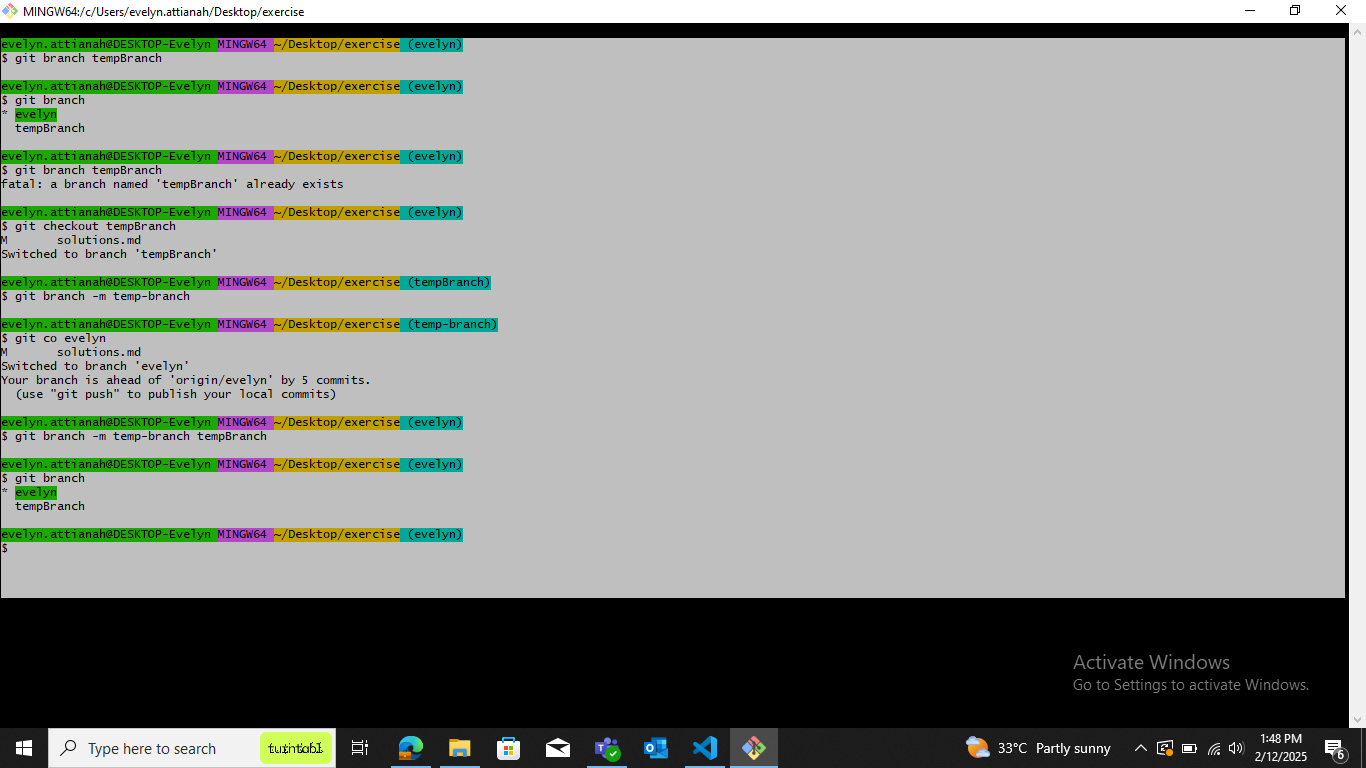 MINGW64:/c/Users/evelyn.attianah/Desktop/exercise
evelyn.attianah@DESKTOP-Evelyn MINGW64 ~/Desktop/exercise (evelyn)
$ git branch tempBranch
evelyn.attianah@DESKTOP-Evelyn MINGW64 ~/Desktop/exercise (evelyn)
$ git branch
* evelyn
  tempBranch
evelyn.attianah@DESKTOP-Evelyn MINGW64 ~/Desktop/exercise (evelyn)
$ git branch tempBranch
fatal: a branch named 'tempBranch' already exists
evelyn.attianah@DESKTOP-Evelyn MINGW64 ~/Desktop/exercise (evelyn)
$ git checkout tempBranch
M       solutions.md
Switched to branch 'tempBranch'
evelyn.attianah@DESKTOP-Evelyn MINGW64 ~/Desktop/exercise (tempBranch)
$ git branch -m temp-branch
evelyn.attianah@DESKTOP-Evelyn MINGW64 ~/Desktop/exercise (temp-branch)
$ git co evelyn
M       solutions.md
Switched to branch 'evelyn'
Your branch is ahead of 'origin/evelyn' by 5 commits.
  (use "git push" to publish your local commits)
evelyn.attianah@DESKTOP-Evelyn MINGW64 ~/Desktop/exercise (evelyn)
$ git branch -m temp-branch tempBranch
evelyn.attianah@DESKTOP-Evelyn MINGW64 ~/Desktop/exercise (evelyn)
$ git branch
* evelyn
  tempBranch
evelyn.attianah@DESKTOP-Evelyn MINGW64 ~/Desktop/exercise (evelyn)
$
Activate Windows
Go to Settings to activate Windows.
Type here to search
33°C Partly sunny
1:48 PM
2/12/2025
6